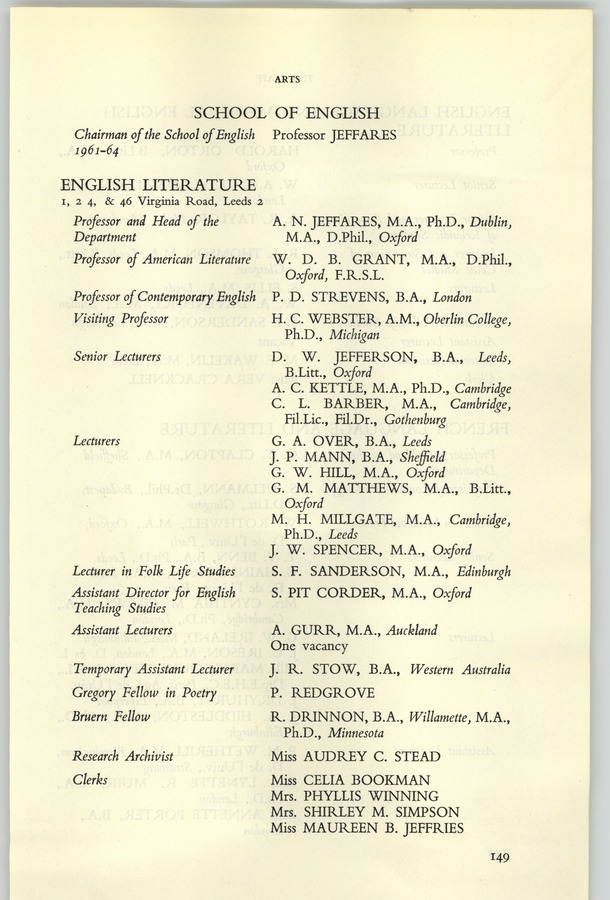 ARTS
SCHOOL OF ENGLISH
Chairman of the School of English Professor JEFFARES
1961-64
ENGLISH LITERATURE
1, 2 4, & 46 Virginia Road, Leeds 2
Professor and Head of the A. N. JEFFARES, M.A., Ph.D., Dublin,
Department M.A., D.Phil., Oxford
Professor of American Literature W. D. B. GRANT, M.A., D.Phil.,
Oxford, F.R.S.L.
Professor of Contemporary English P. D. STREVENS, B.A., London
Visiting Professor H. C. WEBSTER, A.M., Oberlin College,
Ph.D., Michigan
Senior Lecturers D. W. JEFFERSON, B.A., Leeds,
B.Litt., Oxford
A. C. KETTLE, M.A., Ph.D., Cambridge
C. L. BARBER, M.A., Cambridge,
Fil.Lic., Fil.Dr., Gothenburg
Lecturers G. A. OVER, B.A., Leeds
J. P. MANN, B.A., Sheffield
G. W. HILL, M.A., Oxford
G. M. MATTHEWS, M.A., B.Litt.,
Oxford
M. H. MILLGATE, M.A., Cambridge,
Ph.D., Leeds
J. W. SPENCER, M.A., Oxford
Lecturer in Folk Life Studies S. F. SANDERSON, M.A., Edinburgh
Assistant Director for English S. PIT CORDER, M.A., Oxford
Teaching Studies
Assistant Lecturers A. GURR, M.A., Auckland
One vacancy
Temporary Assistant Lecturer J. R. STOW, B.A., Western Australia
Gregory Fellow in Poetry P. REDGROVE
Bruern Fellow R. DRINNON, B.A., Willamette, M.A.,
Ph.D., Minnesota
Research Archivist Miss AUDREY C. STEAD
Clerks Miss CELIA BOOKMAN
Mrs. PHYLLIS WINNING
Mrs. SHIRLEY M. SIMPSON
Miss MAUREEN B. JEFFRIES
149